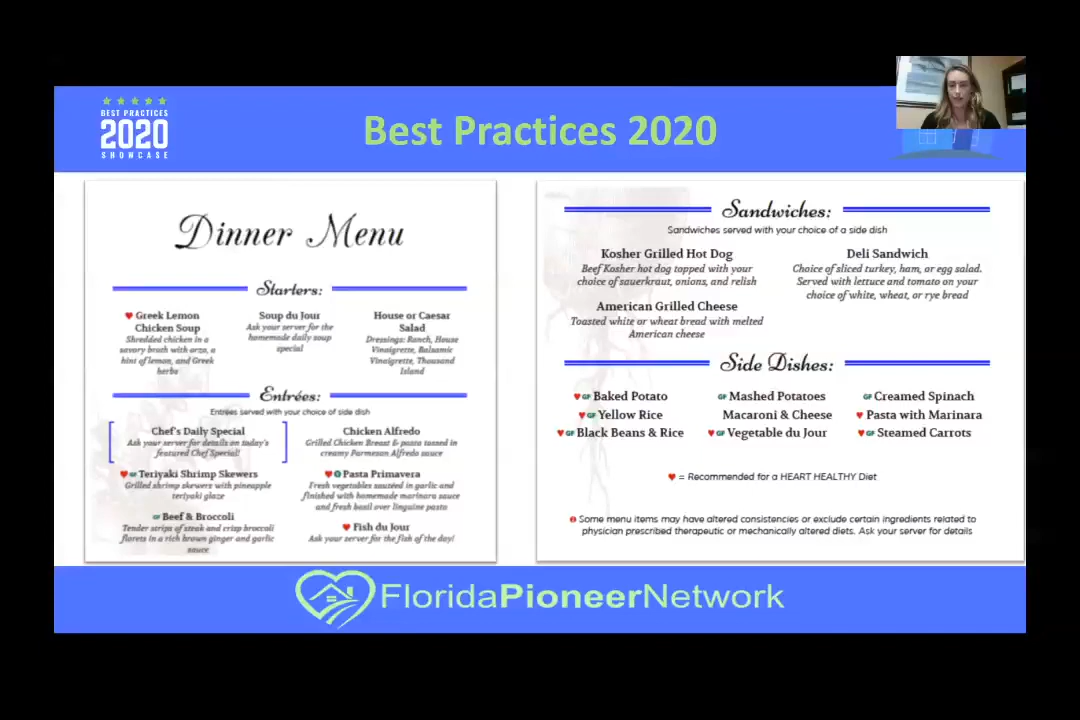 BEST PRACTICES
2020
SHOWCASE
Best Practices 2020
Dinner Menu
Starters:
Greek Lemon
Chicken Soup
Shredded chicken in a
savory broth with orzo, a
hint of lemon, and Greek
herbs
Soup du Jour
Ask your server for the
homemade daily soup
special
House or Caesar
Salad
Dressings: Ranch, House
Vinaigrette, Balsamic
Vinaigrette, Thousand
Island
Entrées:
Entrées served with your choice of side dish
Chef's Daily Special
Ask your server for details on today's
featured Chef Special!
Chicken Alfredo
Grilled Chicken Breast & pasta tossed in
creamy Parmesan Alfredo sauce
Teriyaki Shrimp Skewers
Grilled shrimp skewers with pineapple
teriyaki glaze
Pasta Primavera
Fresh vegetables sautéed in garlic and
finished with homemade marinara sauce
and fresh basil over linguine pasta
GF Beef & Broccoli
Tender strips of steak and crisp broccoli
florets in a rich brown ginger and garlic
sauce
Fish du Jour
Ask your server for the fish of the day!
Sandwiches:
Sandwiches served with your choice of a side dish
Kosher Grilled Hot Dog
Beef Kosher hot dog topped with your
choice of sauerkraut, onions, and relish
Deli Sandwich
Choice of sliced turkey, ham, or egg salad.
Served with lettuce and tomato on your
choice of white, wheat, or rye bread
American Grilled Cheese
Toasted white or wheat bread with melted
American cheese
Side Dishes:
♥ GF Baked Potato
GF Mashed Potatoes
GF Creamed Spinach
♥ GF Yellow Rice
Macaroni & Cheese
♥ Pasta with Marinara
♥ GF Black Beans & Rice
♥ GF Vegetable du Jour
♥ GF Steamed Carrots
♥ = Recommended for a HEART HEALTHY Diet
Some menu items may have altered consistencies or exclude certain ingredients related to
physician prescribed therapeutic or mechanically altered diets. Ask your server for details
FloridaPioneerNetwork